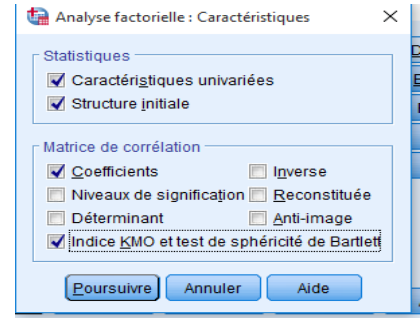 Analyse factorielle : Caractéristiques
Statistiques
Caractéristiques univariées
Structure initiale
Matrice de corrélation
Coefficients Inverse
Niveaux de signification Reconstituée
Déterminant Anti-image
Indice KMO et test de sphéricité de Bartlett
Poursuivre Annuler Aide